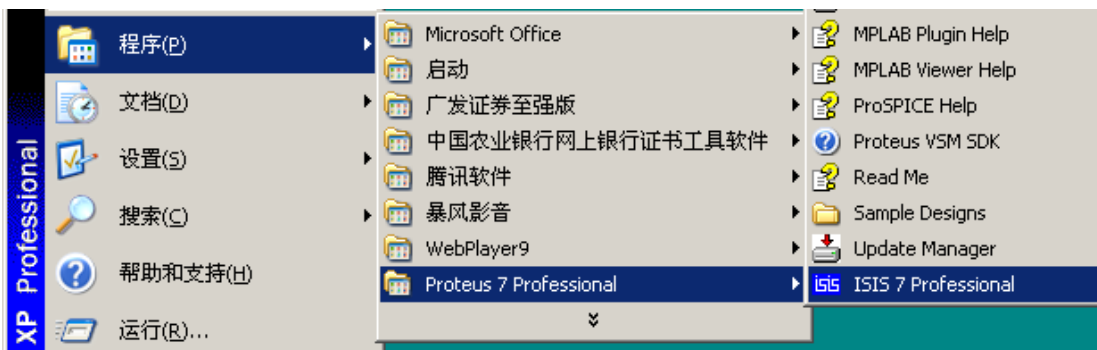 XP Professional
程序(P)
文档(D)
设置(S)
搜索(C)
帮助和支持(H)
运行(R)...
Microsoft Office
启动
广发证券至强版
中国农业银行网上银行证书工具软件
腾讯软件
暴风影音
WebPlayer9
Proteus 7 Professional
MPLAB Plugin Help
MPLAB Viewer Help
ProSPICE Help
Proteus VSM SDK
Read Me
Sample Designs
Update Manager
isis ISIS 7 Professional